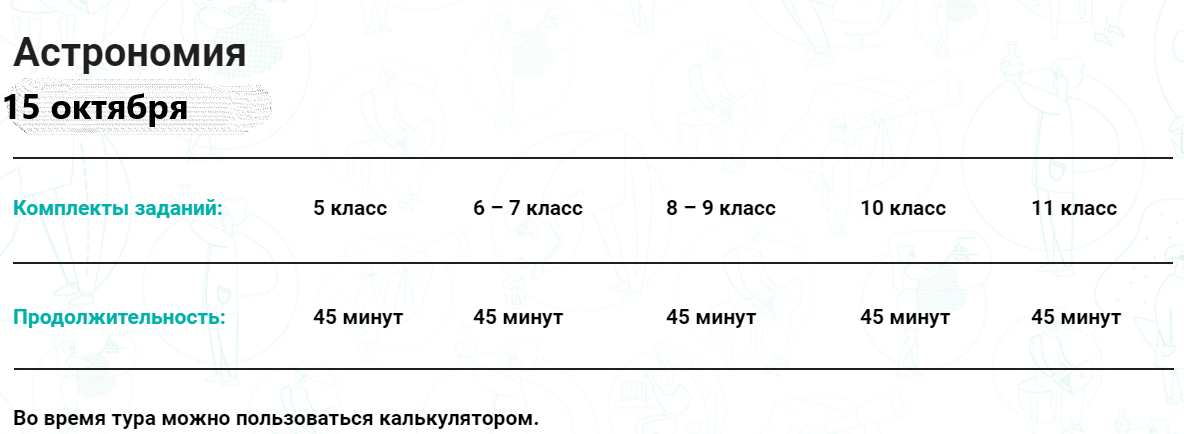 Астрономия
15 октября
Комплекты заданий: 5 класс 6 – 7 класс 8 – 9 класс 10 класс 11 класс
Продолжительность: 45 минут 45 минут 45 минут 45 минут 45 минут
Во время тура можно пользоваться калькулятором.